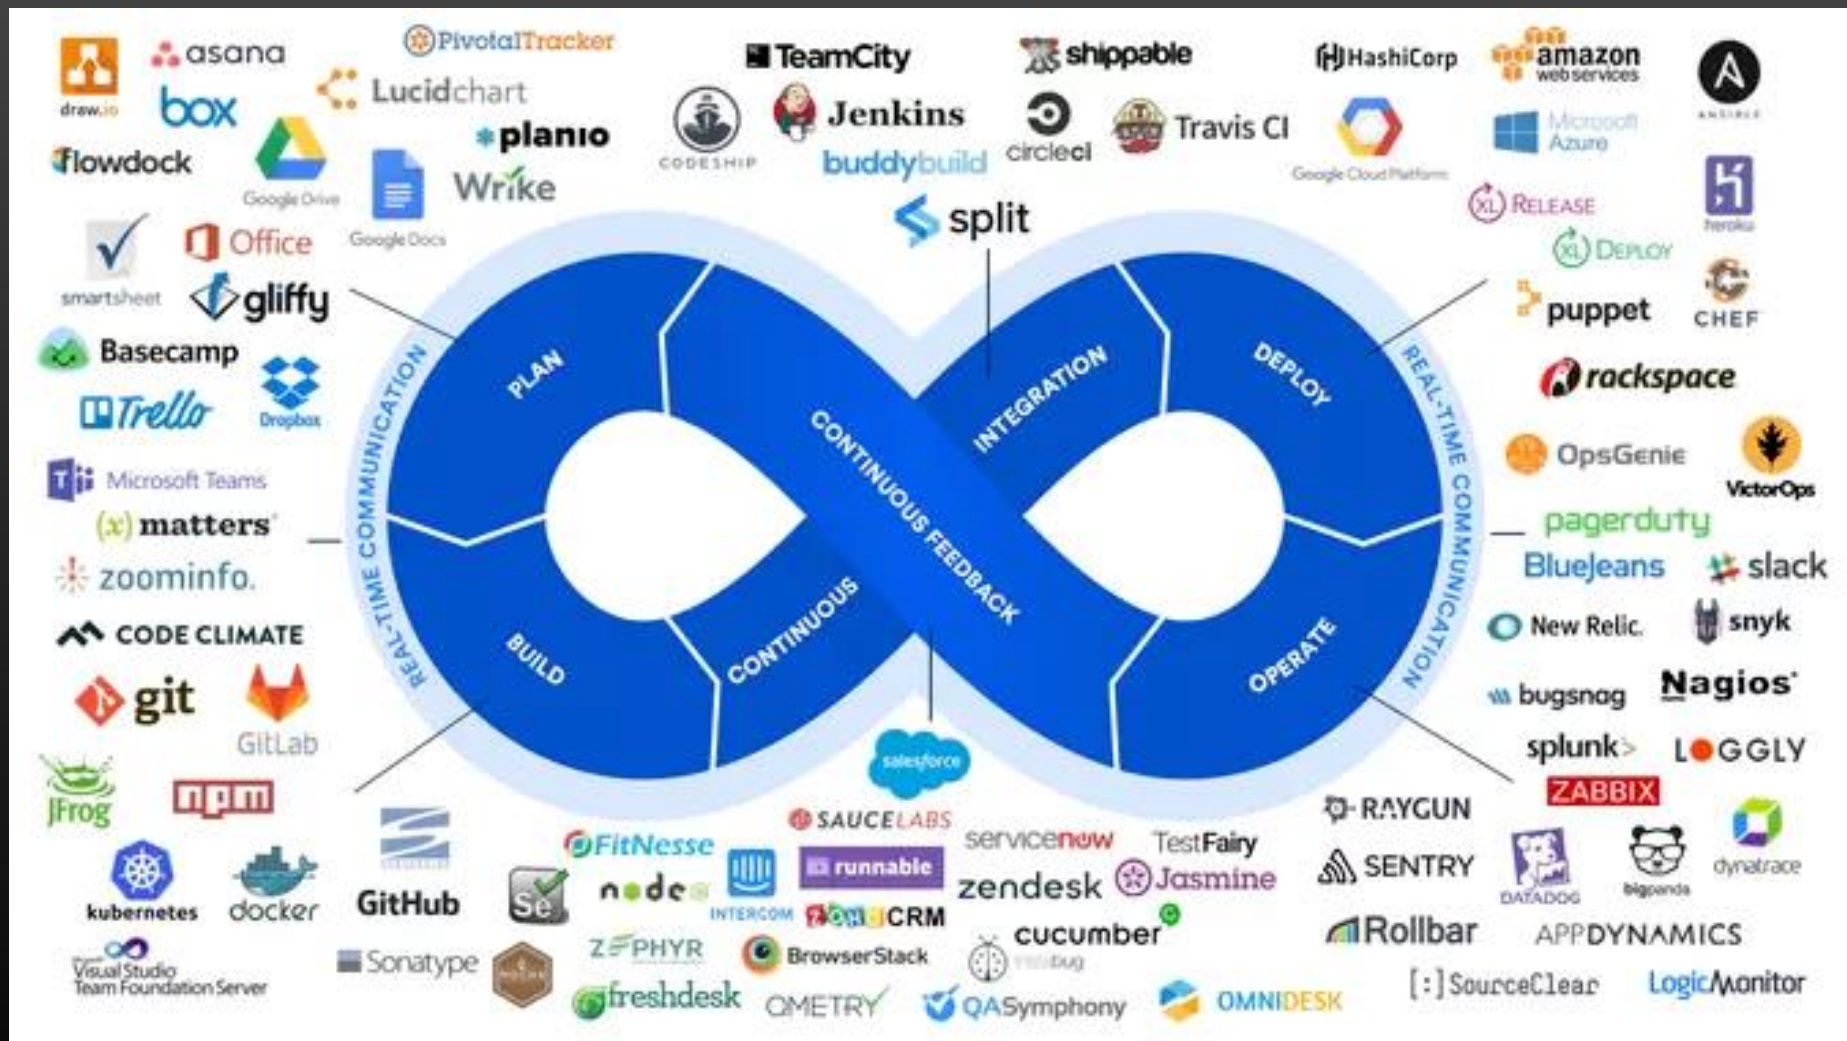 draw.io
asana
PivotalTracker
box
Lucidchart
planio
flowdock
Google Drive
Google Docs
Wrike
smartsheet
Office
gliffy
Basecamp
Trello
Dropbox
TeamCity
shippable
CODESHIP
Jenkins
circleci
Travis CI
buddybuild
split
HashiCorp
amazon
webservices
ANSIBLE
Google Cloud Platform
Microsoft
Azure
XL RELEASE
heroku
XL DEPLOY
puppet
CHEF
rackspace
PLAN
BUILD
CONTINUOUS
INTEGRATION
DEPLOY
OPERATE
CONTINUOUS FEEDBACK
REAL-TIME COMMUNICATION
REAL-TIME COMMUNICATION
Microsoft Teams
(x) matters
zoominfo.
OpsGenie
VictorOps
pagerduty
BlueJeans
slack
CODE CLIMATE
git
GitLab
JFrog
npm
kubernetes
docker
GitHub
Visual Studio
Team Foundation Server
Sonatype
salesforce
SAUCELABS
FitNesse
Se
node
INTERCOM
runnable
ZOHO CRM
servicenow
TestFairy
zendesk
Jasmine
cucumber
ZEPHYR
BrowserStack
freshdesk
QMETRY
QASymphony
OMNIDESK
New Relic.
snyk
bugsnag
Nagios
splunk>
LOGGLY
ZABBIX
RAYGUN
SENTRY
DATADOG
bigpanda
dynatrace
Rollbar
APPDYNAMICS
[:]SourceClear
LogicMonitor